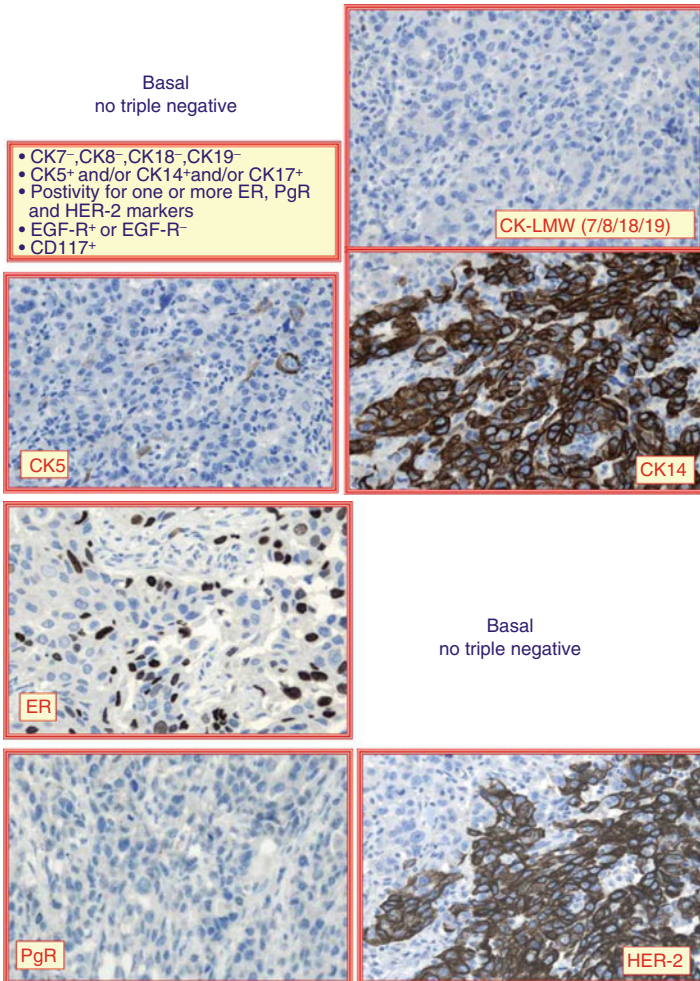 Basal
no triple negative
• CK7⁻,CK8⁻,CK18⁻,CK19⁻
• CK5⁺ and/or CK14⁺and/or CK17⁺
• Postivity for one or more ER, PgR
and HER-2 markers
• EGF-R⁺ or EGF-R⁻
• CD117⁺
CK-LMW (7/8/18/19)
CK5
CK14
ER
Basal
no triple negative
PgR
HER-2